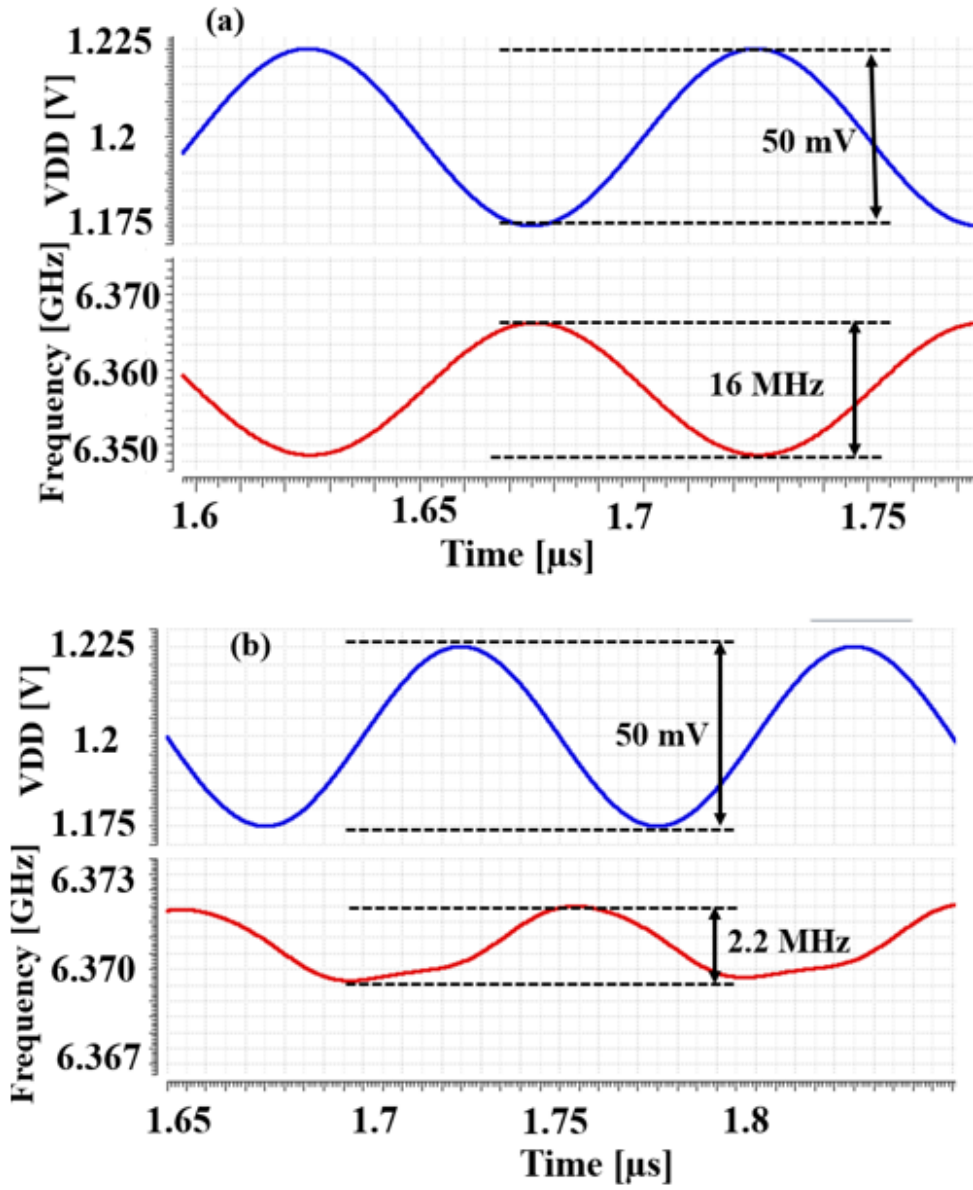 (a)
VDD [V]
1.225
1.2
1.175
50 mV
Frequency [GHz]
6.370
6.360
6.350
16 MHz
1.6 1.65 1.7 1.75
Time [µs]
(b)
VDD [V]
1.225
1.2
1.175
50 mV
Frequency [GHz]
6.373
6.370
6.367
2.2 MHz
1.65 1.7 1.75 1.8
Time [µs]